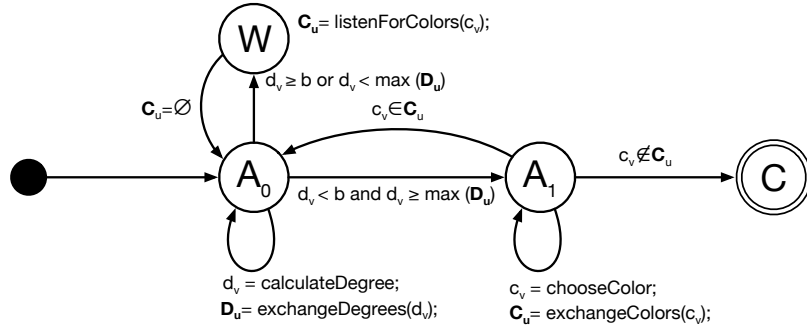 W
C_u= listenForColors(c_v);
d_v ≥ b or d_v < max (D_u)
C_u=∅
c_v∈C_u
c_v∉C_u
A_0
A_1
C
d_v < b and d_v ≥ max (D_u)
d_v = calculateDegree;
D_u= exchangeDegrees(d_v);
c_v = chooseColor;
C_u= exchangeColors(c_v);